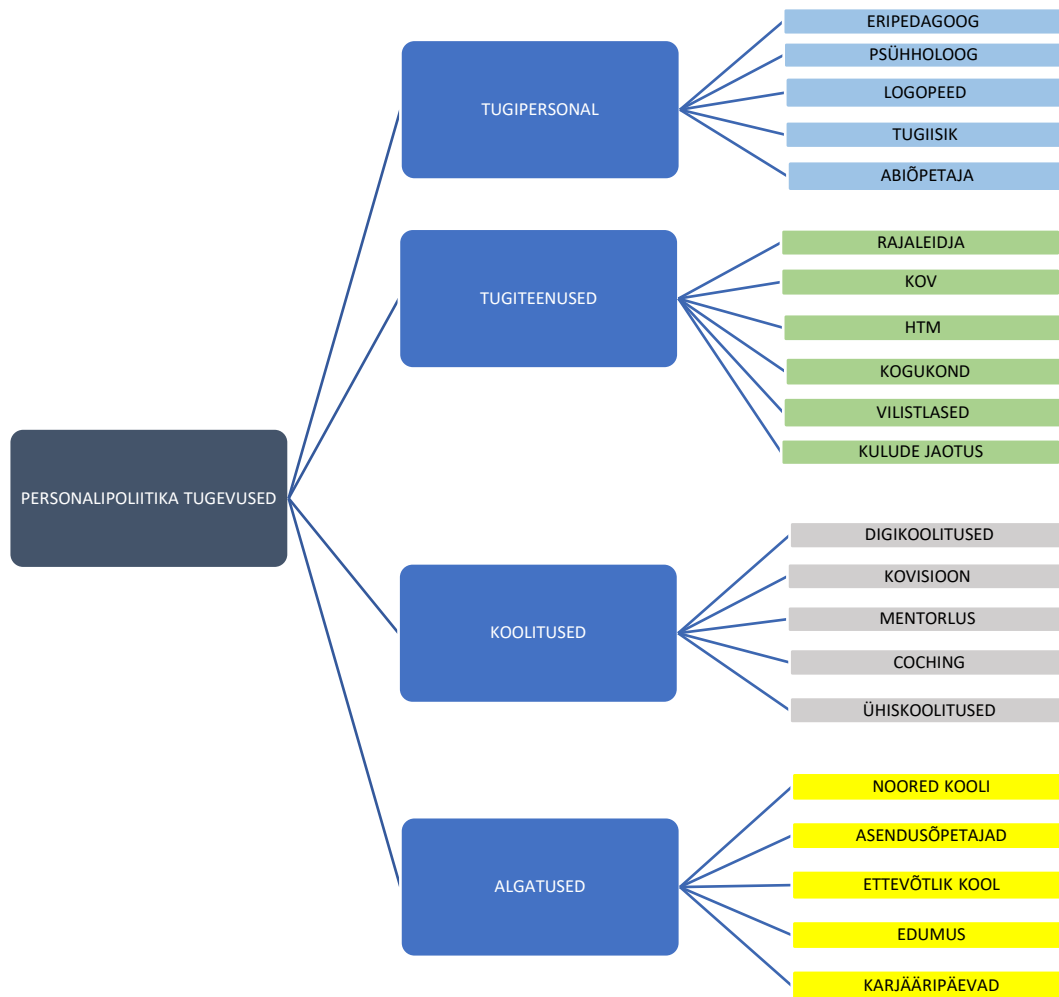 PERSONALIPOLIITIKA TUGEVUSED
TUGIPERSONAL
ERIPEDAGOOG
PSÜHHOLOOG
LOGOPEED
TUGIISIK
ABIÕPETAJA
TUGITEENUSED
RAJALEIDJA
KOV
HTM
KOGUKOND
VILISTLASED
KULUDE JAOTUS
KOOLITUSED
DIGIKOOLITUSED
KOVISIOON
MENTORLUS
COCHING
ÜHISKOOLITUSED
ALGATUSED
NOORED KOOLI
ASENDUSÕPETAJAD
ETTEVÕTLIK KOOL
EDUMUS
KARJÄÄRIPÄEVAD